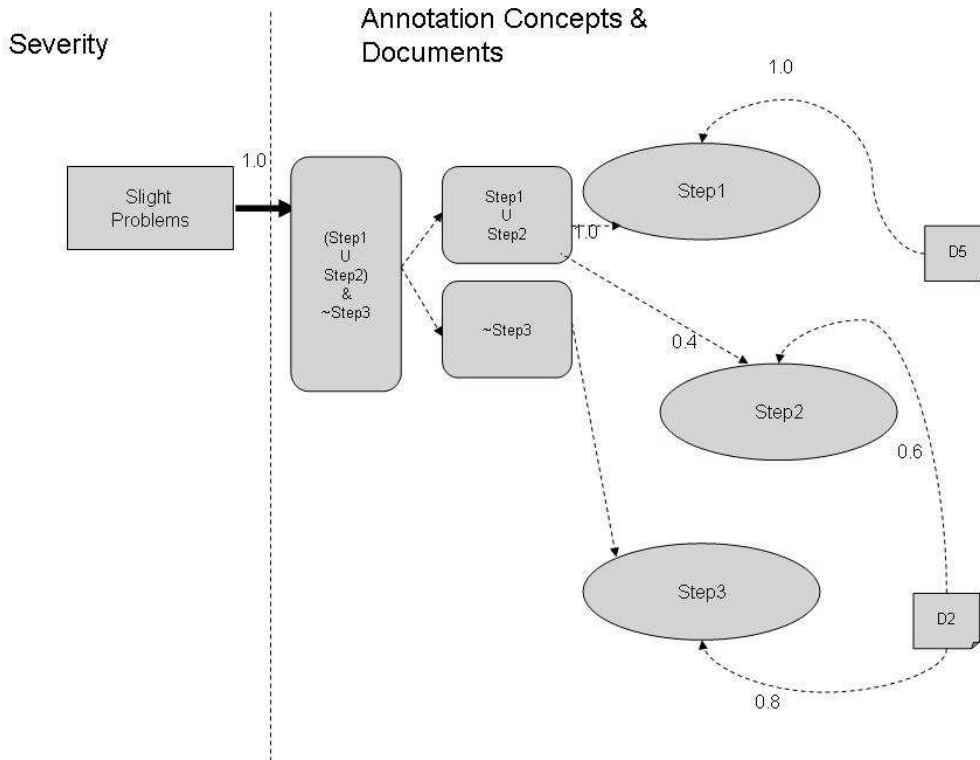 Severity
Annotation Concepts &
Documents
1.0
1.0
Slight
Problems
(Step1
U
Step2)
&
~Step3
Step1
U
Step2
1.0
Step1
D5
~Step3
0.4
Step2
0.6
Step3
D2
0.8